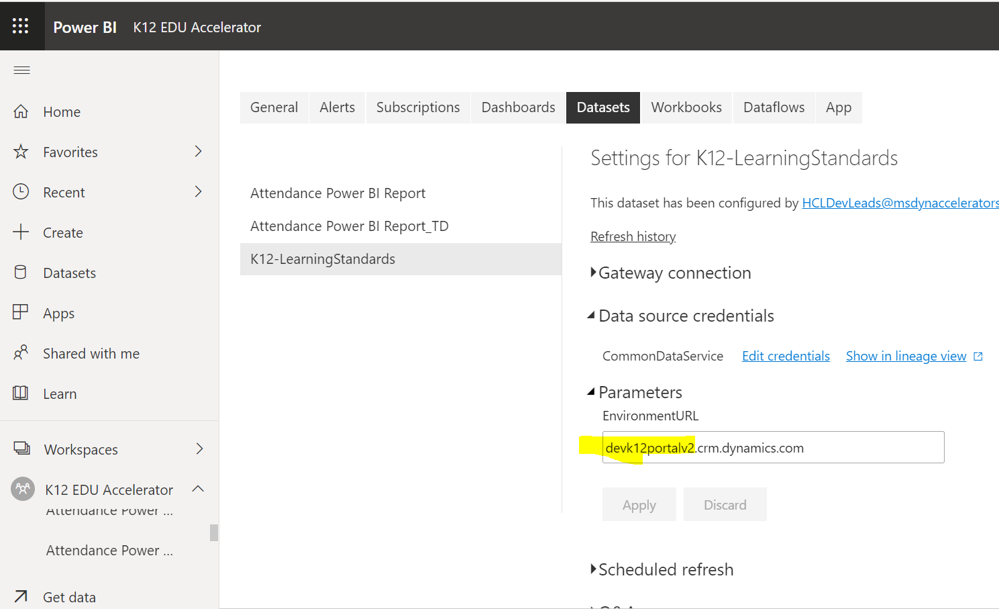 Power BI K12 EDU Accelerator
Home
Favorites
Recent
Create
Datasets
Apps
Shared with me
Learn
Workspaces
K12 EDU Accelerator
Attendance Power ...
Attendance Power ...
Get data
General Alerts Subscriptions Dashboards Datasets Workbooks Dataflows App
Attendance Power BI Report
Attendance Power BI Report_TD
K12-LearningStandards
Settings for K12-LearningStandards
This dataset has been configured by HCLDevLeads@msdynaccelerators
Refresh history
Gateway connection
Data source credentials
CommonDataService Edit credentials Show in lineage view
Parameters
EnvironmentURL
devk12portalv2.crm.dynamics.com
Apply Discard
Scheduled refresh